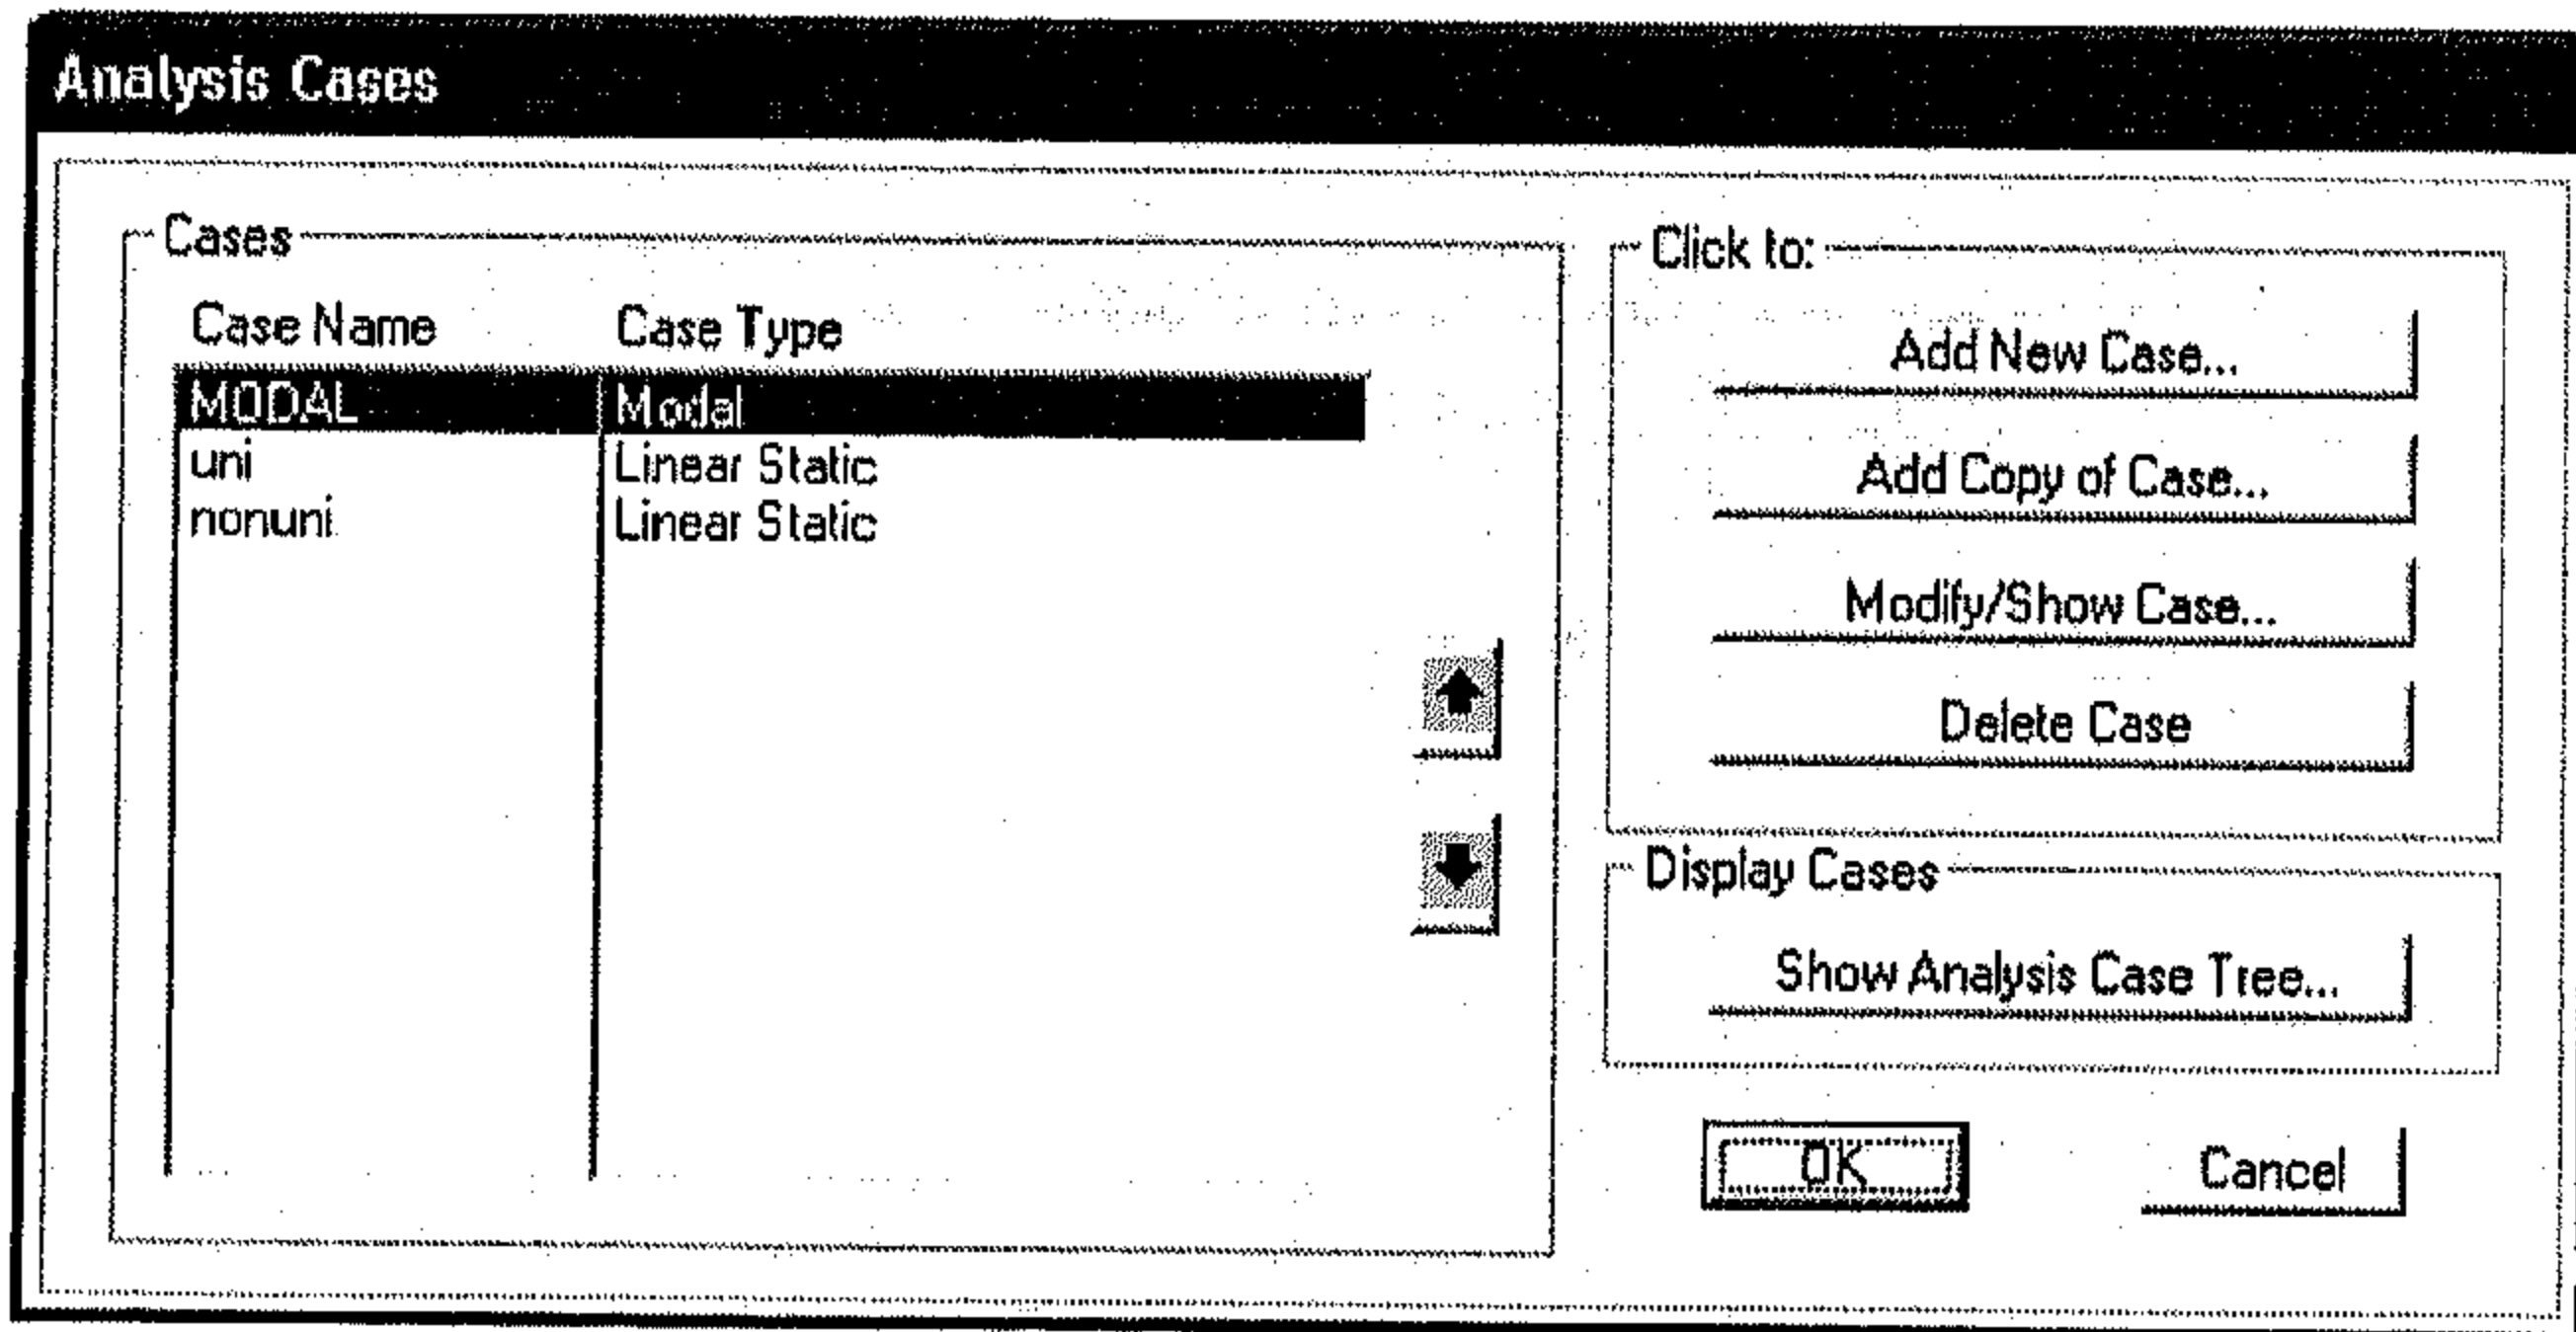 Analysis Cases
Cases
Case Name Case Type
MODAL Modal
uni Linear Static
nonuni Linear Static
Click to:
Add New Case...
Add Copy of Case...
Modify/Show Case...
Delete Case
Display Cases
Show Analysis Case Tree...
OK Cancel